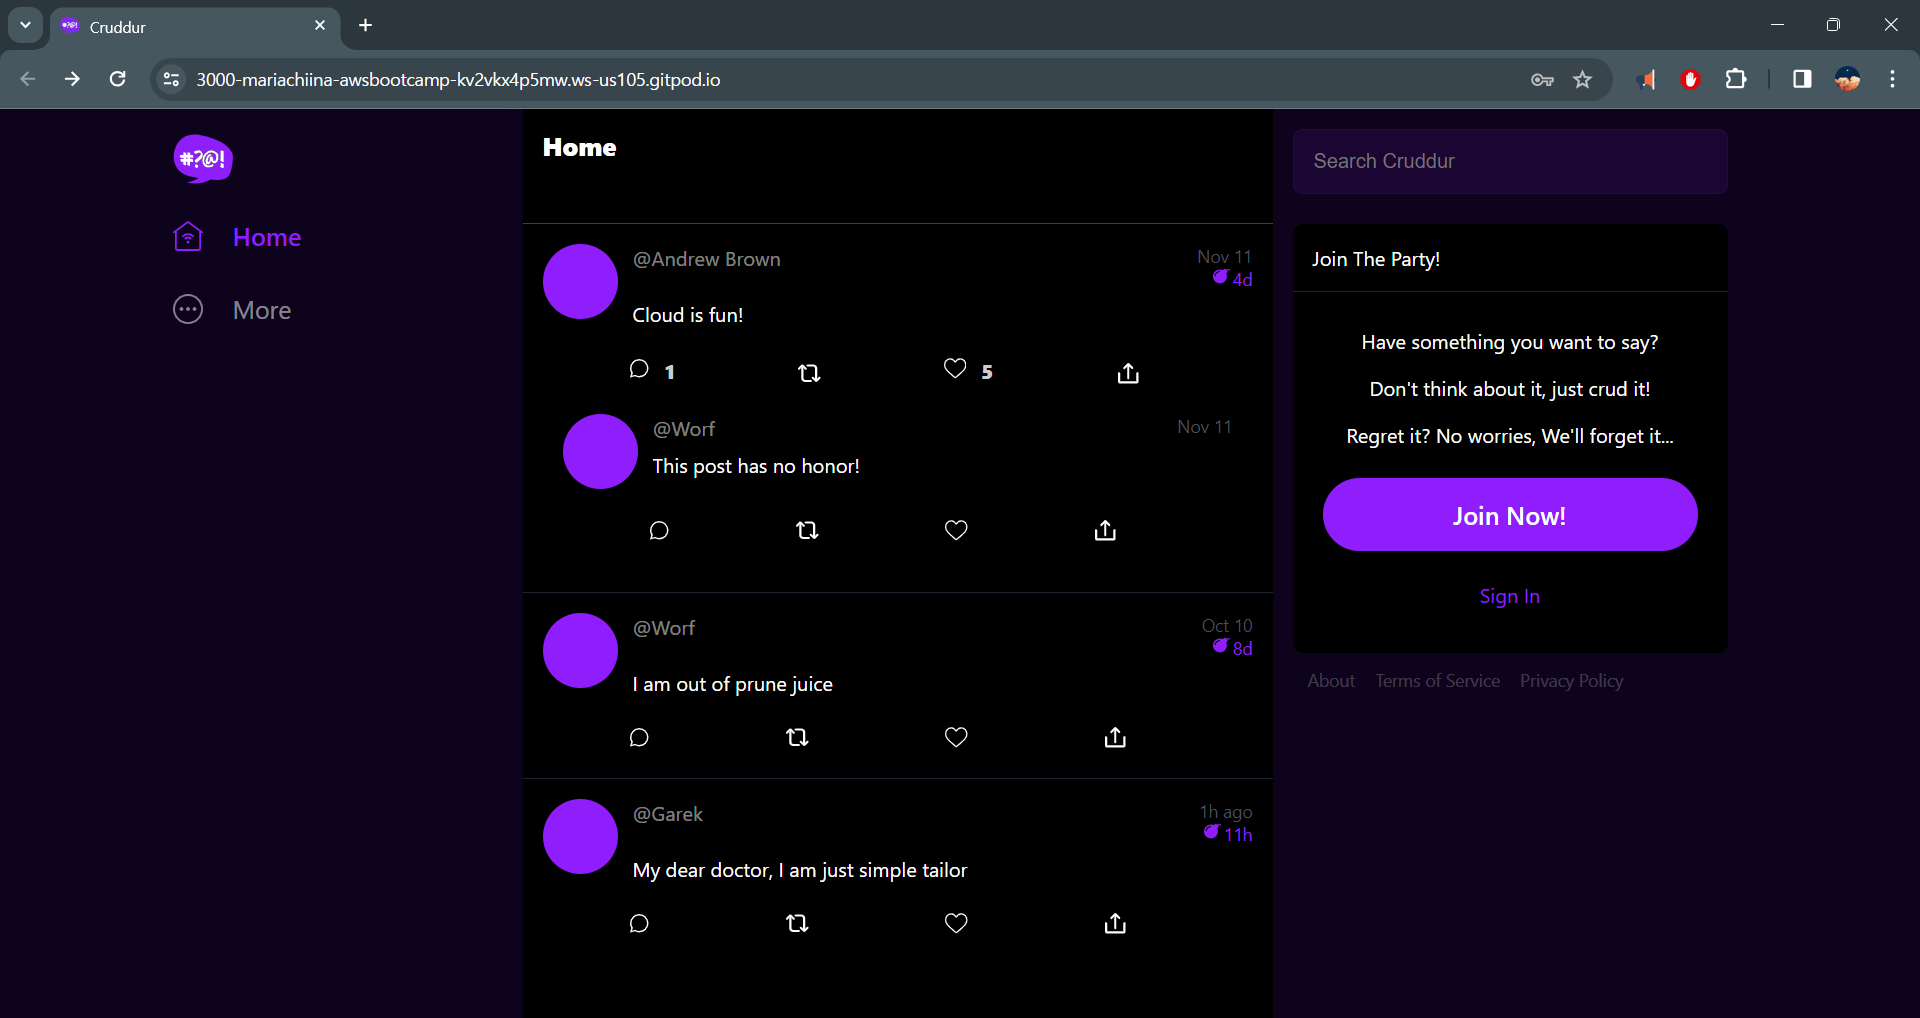 Cruddur
3000-mariachiina-awsbootcamp-kv2vkx4p5mw.ws-us105.gitpod.io
#?@!
Home
More
Home
@Andrew Brown
Nov 11
4d
Cloud is fun!
1
5
@Worf
Nov 11
This post has no honor!
@Worf
Oct 10
8d
I am out of prune juice
@Garek
1h ago
11h
My dear doctor, I am just simple tailor
Search Cruddur
Join The Party!
Have something you want to say?
Don't think about it, just crud it!
Regret it? No worries, We'll forget it...
Join Now!
Sign In
About Terms of Service Privacy Policy